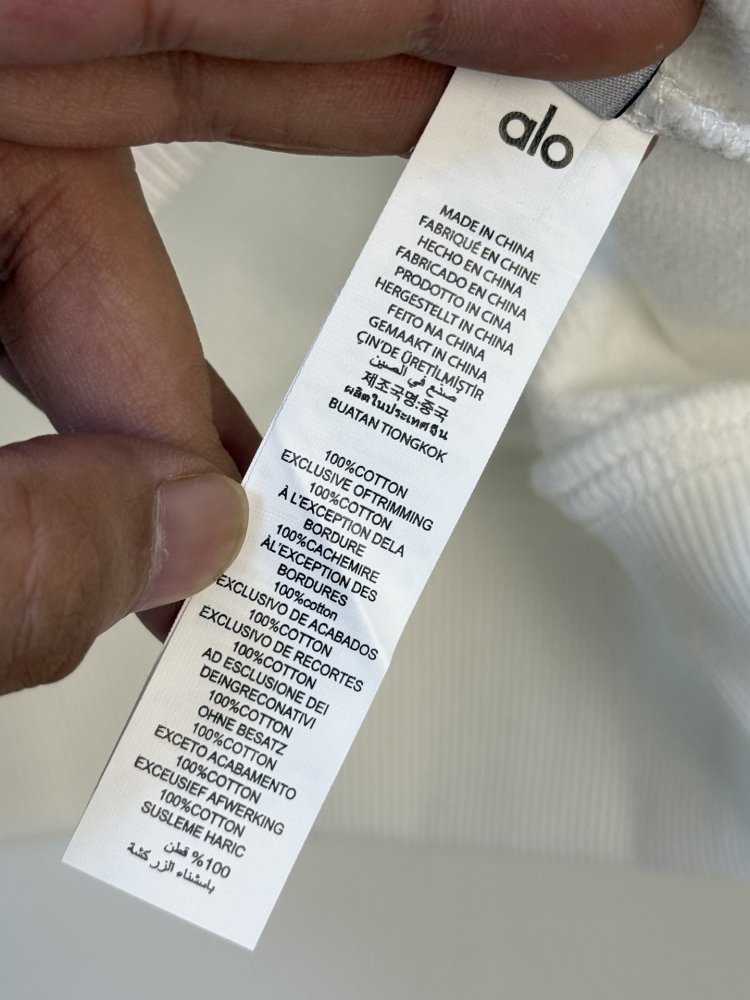 alo
MADE IN CHINA
FABRIQUÉ EN CHINE
HECHO EN CHINA
FABRICADO EN CHINA
PRODOTTO IN CINA
HERGESTELLT IN CHINA
FEITO NA CHINA
GEMAAKT IN CHINA
ÇIN'DE ÜRETILMIŞTIR
صنع في الصين
제조국명:중국
ผลิตในประเทศจีน
BUATAN TIONGKOK
100%COTTON
EXCLUSIVE OFTRIMMING
100%COTTON
À L'EXCEPTION DELA
BORDURE
100%CACHEMIRE
ÀL'EXCEPTION DES
BORDURES
100%cotton
EXCLUSIVO DE ACABADOS
100%COTTON
EXCLUSIVO DE RECORTES
100%COTTON
AD ESCLUSIONE DEI
DEINGRECONATIVI
100%COTTON
OHNE BESATZ
100%COTTON
EXCETO ACABAMENTO
100%COTTON
EXCEUSIEF AFWERKING
100%COTTON
SUSLEME HARIC
100% قطن
بامشناء الزر كشة